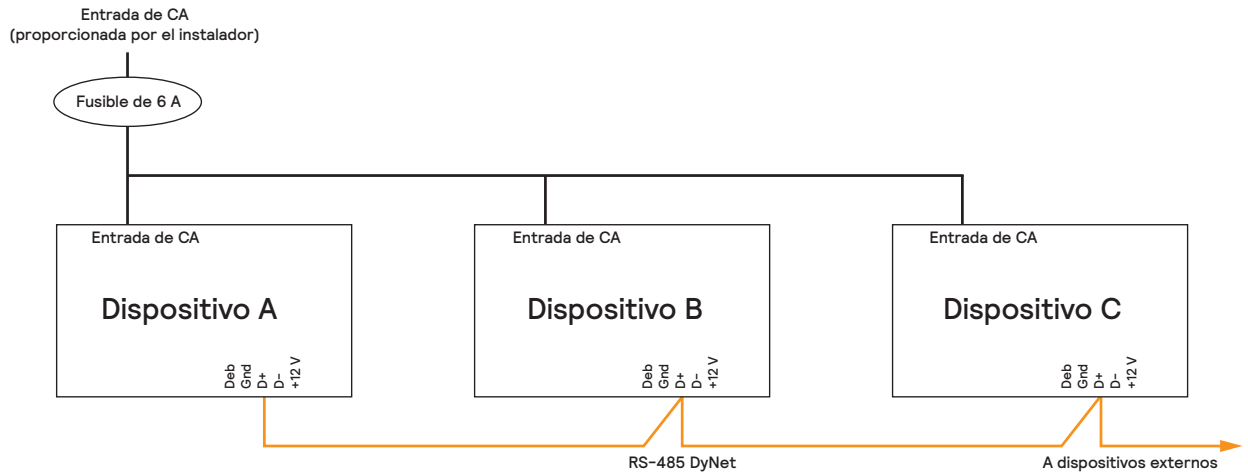 Entrada de CA
(proporcionada por el instalador)
Fusible de 6 A
Entrada de CA
Entrada de CA
Entrada de CA
Dispositivo A
Dispositivo B
Dispositivo C
Deb
Gnd
D+
D-
+12 V
Deb
Gnd
D+
D-
+12 V
Deb
Gnd
D+
D-
+12 V
RS-485 DyNet
A dispositivos externos